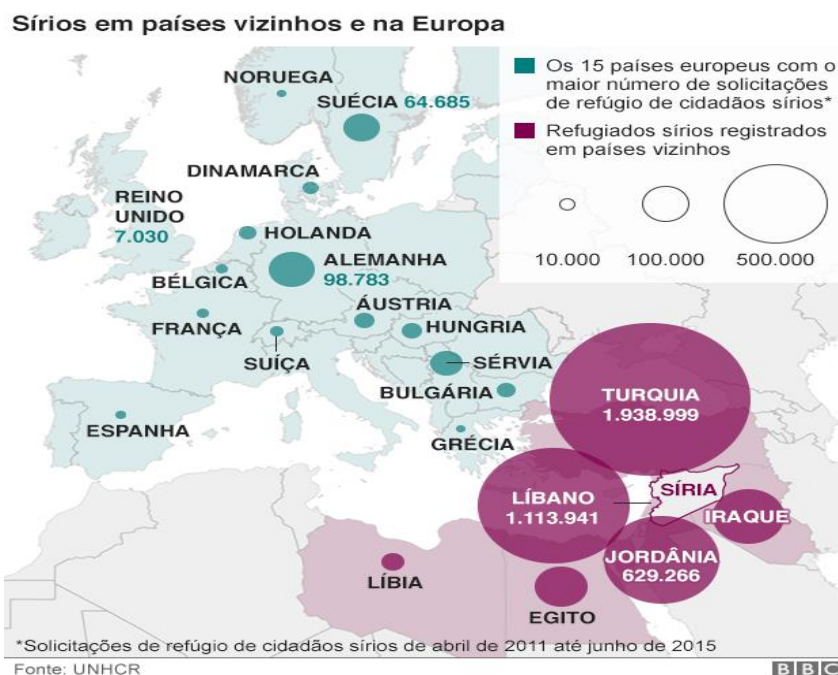 Sírios em países vizinhos e na Europa
Os 15 países europeus com o
maior número de solicitações
de refúgio de cidadãos sírios*
Refugiados sírios registrados
em países vizinhos
10.000
100.000
500.000
NORUEGA
SUÉCIA 64.685
DINAMARCA
REINO
UNIDO
7.030
HOLANDA
ALEMANHA
98.783
BÉLGICA
ÁUSTRIA
FRANÇA
HUNGRIA
SUÍÇA
SÉRVIA
BULGÁRIA
ESPANHA
GRÉCIA
TURQUIA
1.938.999
SÍRIA
LÍBANO
1.113.941
IRAQUE
JORDÂNIA
629.266
LÍBIA
EGITO
*Solicitações de refúgio de cidadãos sírios de abril de 2011 até junho de 2015
Fonte: UNHCR
BBC